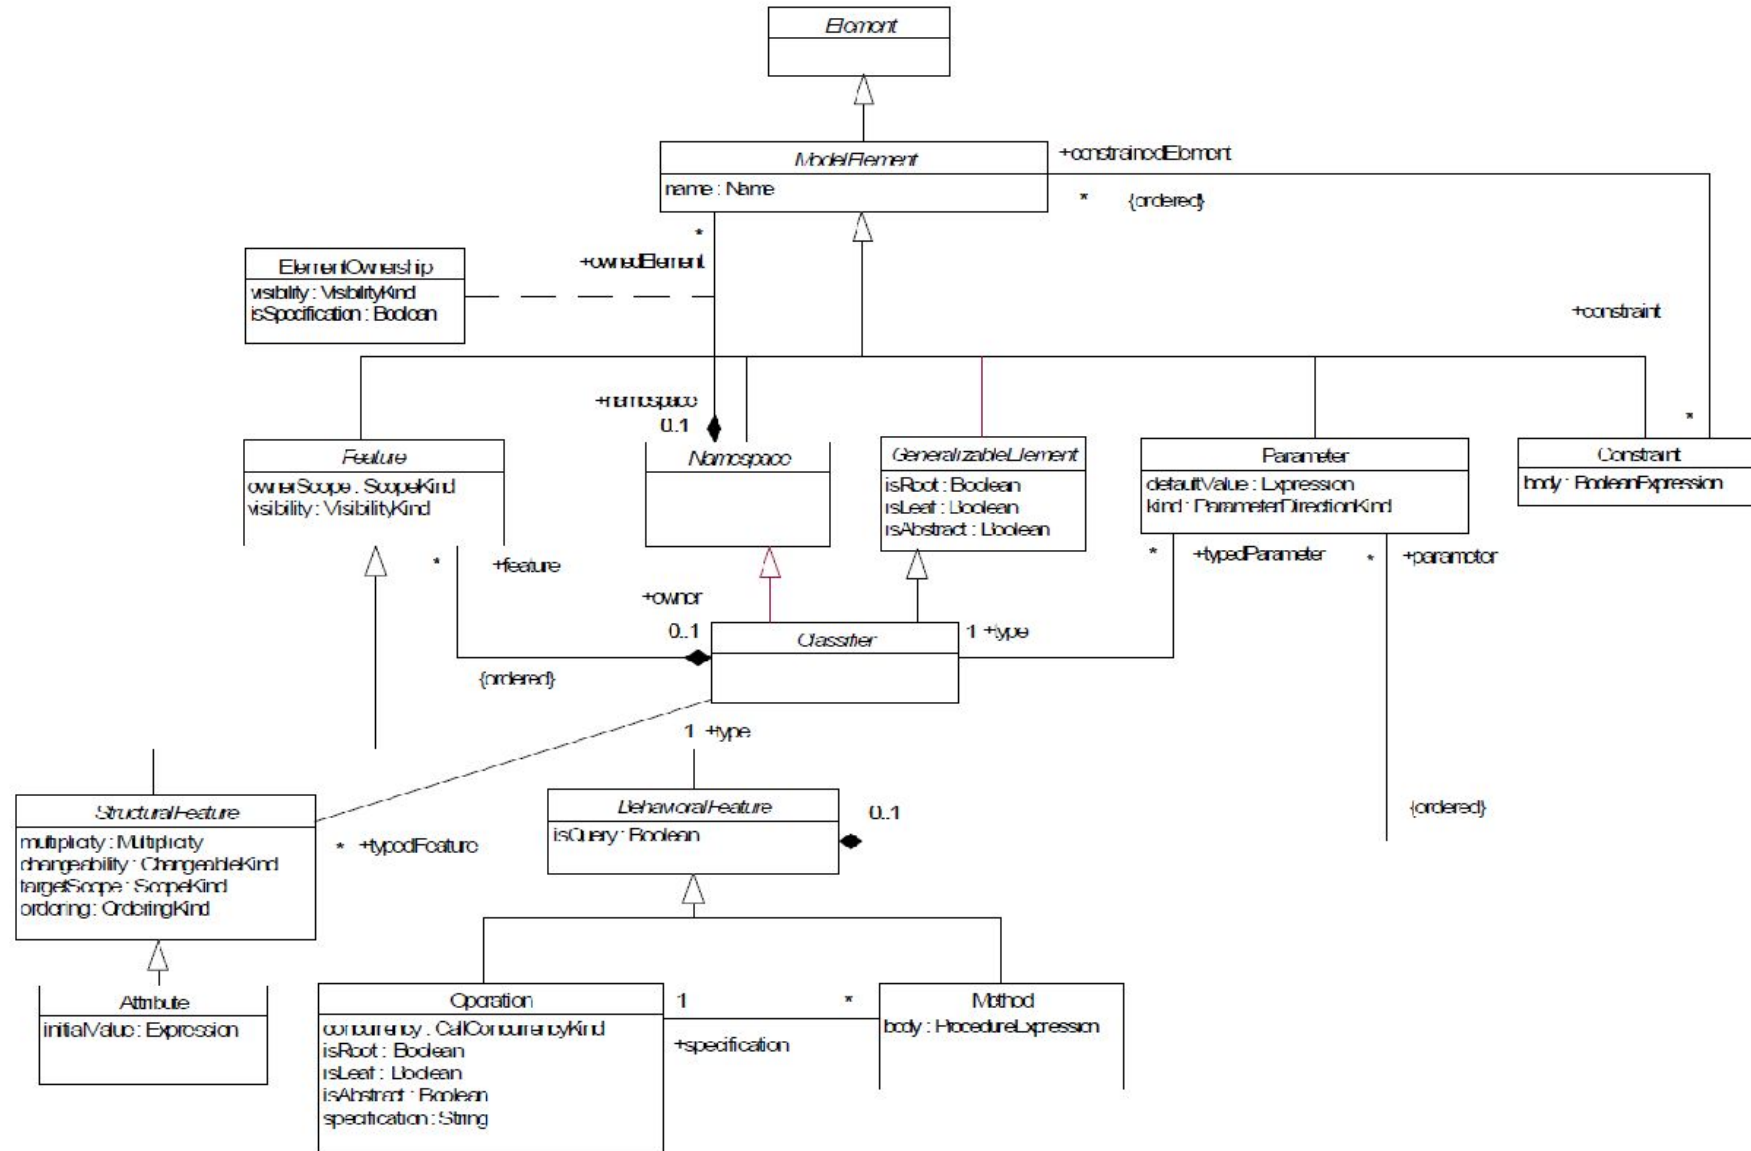 Element
ModelElement
name : Name
+constrainedElement
*
{ordered}
*
+ownedElement
ElementOwnership
visibility : VisibilityKind
isSpecification : Boolean
+constraint
+namespace
0..1
*
Feature
ownerScope : ScopeKind
visibility : VisibilityKind
Namespace
GeneralizableElement
isRoot : Boolean
isLeaf : Boolean
isAbstract : Boolean
Parameter
defaultValue : Expression
kind : ParameterDirectionKind
Constraint
body : BooleanExpression
*
+feature
*
+typedParameter
*
+parameter
+owner
0..1
Classifier
1 +type
{ordered}
1 +type
StructuralFeature
multiplicity : Multiplicity
changeability : ChangeableKind
targetScope : ScopeKind
ordering : OrderingKind
* +typedFeature
BehavioralFeature
isQuery : Boolean
0..1
{ordered}
Attribute
initialValue : Expression
Operation
concurrency : CallConcurrencyKind
isRoot : Boolean
isLeaf : Boolean
isAbstract : Boolean
specification : String
1
*
+specification
Method
body : ProcedureExpression